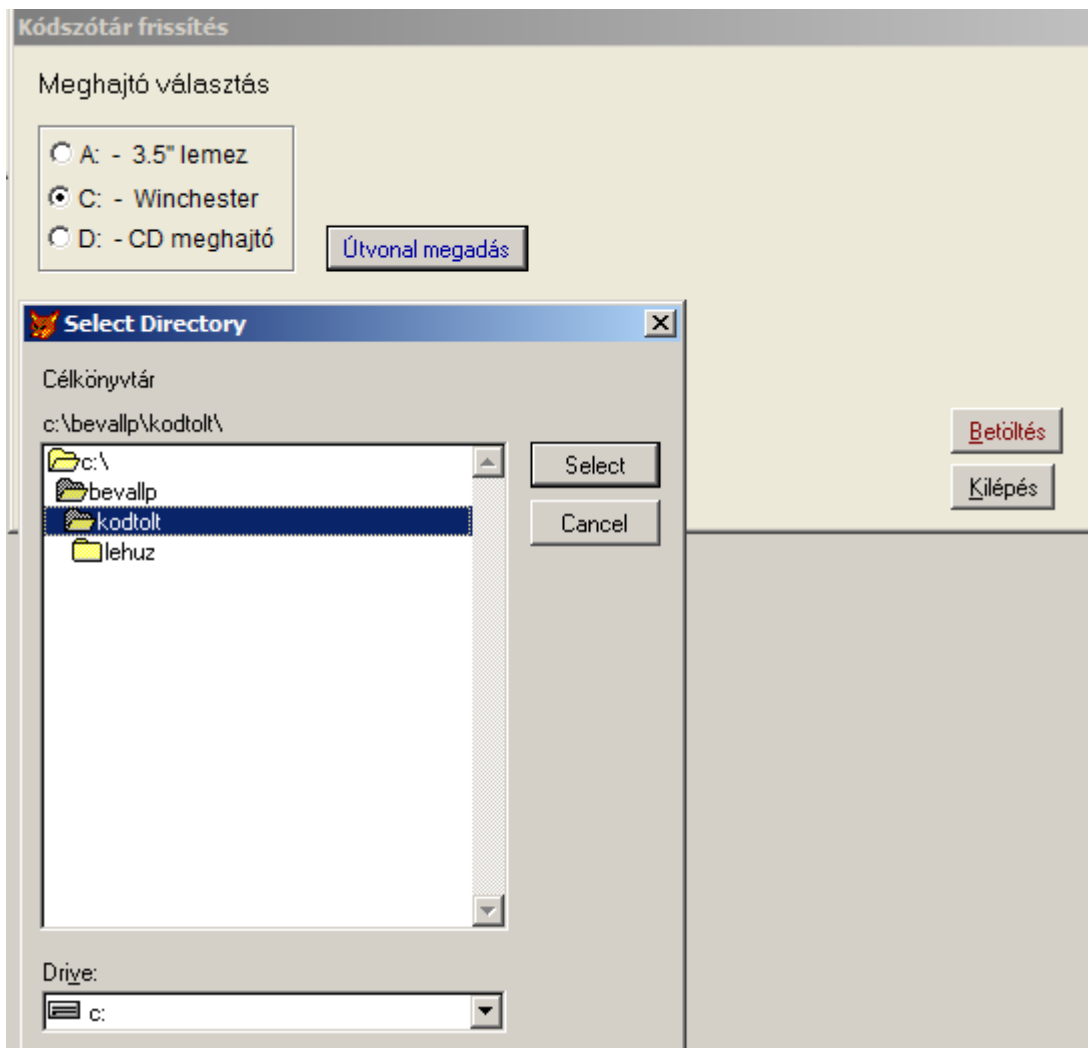 Kódszótár frissítés
Meghajtó választás
A: - 3.5" lemez
C: - Winchester
D: - CD meghajtó
Útvonal megadás
Select Directory
Célkönyvtár
c:\bevallp\kodtolt\
c:\
bevallp
kodtolt
lehuz
Select
Cancel
Betöltés
Kilépés
Drive:
c: